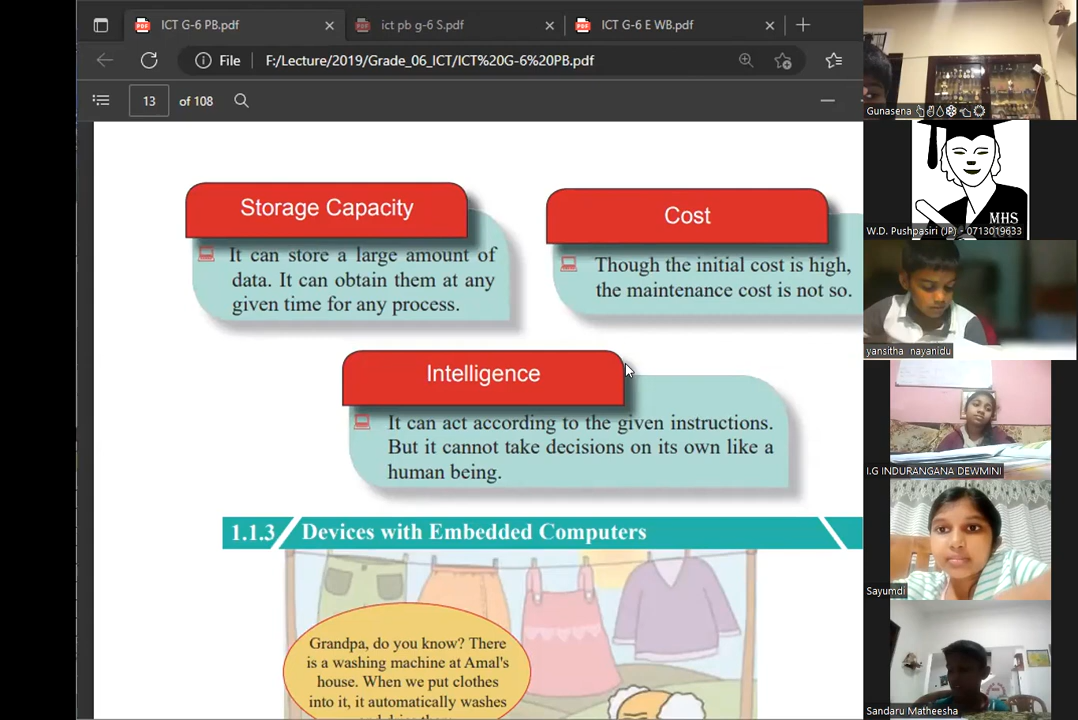 ICT G-6 PB.pdf
ict pb g-6 S.pdf
ICT G-6 E WB.pdf
File
F:/Lecture/2019/Grade_06_ICT/ICT%20G-6%20PB.pdf
13 of 108
Storage Capacity
It can store a large amount of
data. It can obtain them at any
given time for any process.
Cost
Though the initial cost is high,
the maintenance cost is not so.
Intelligence
It can act according to the given instructions.
But it cannot take decisions on its own like a
human being.
1.1.3 Devices with Embedded Computers
Grandpa, do you know? There
is a washing machine at Amal's
house. When we put clothes
into it, it automatically washes
Gunasena
MHS
W.D. Pushpasiri (JP) - 0713019633
yansitha nayanidu
I.G INDURANGANA DEWMINI
Sayumdi
Sandaru Matheesha